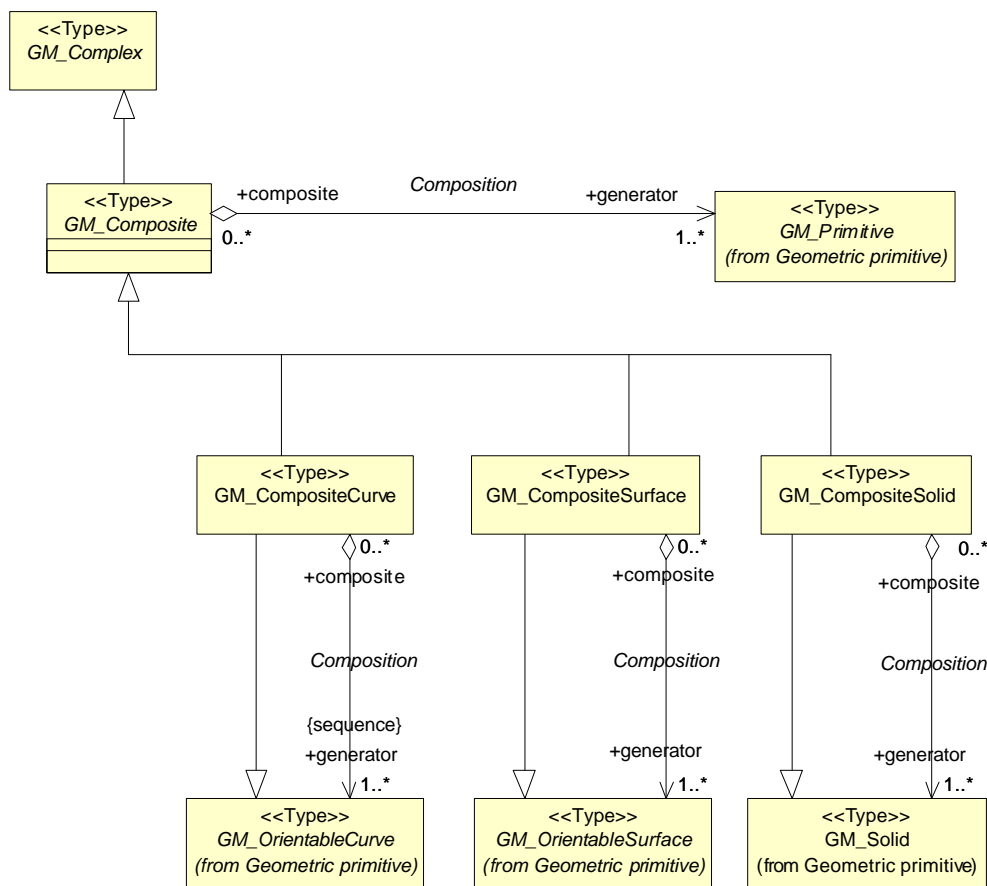 <<Type>>
GM_Complex
<<Type>>
GM_Composite
+composite
Composition
+generator
0..*
1..*
<<Type>>
GM_Primitive
(from Geometric primitive)
<<Type>>
GM_CompositeCurve
<<Type>>
GM_CompositeSurface
<<Type>>
GM_CompositeSolid
0..*
+composite
Composition
{sequence}
+generator
1..*
0..*
+composite
Composition
+generator
1..*
0..*
+composite
Composition
+generator
1..*
<<Type>>
GM_OrientableCurve
(from Geometric primitive)
<<Type>>
GM_OrientableSurface
(from Geometric primitive)
<<Type>>
GM_Solid
(from Geometric primitive)